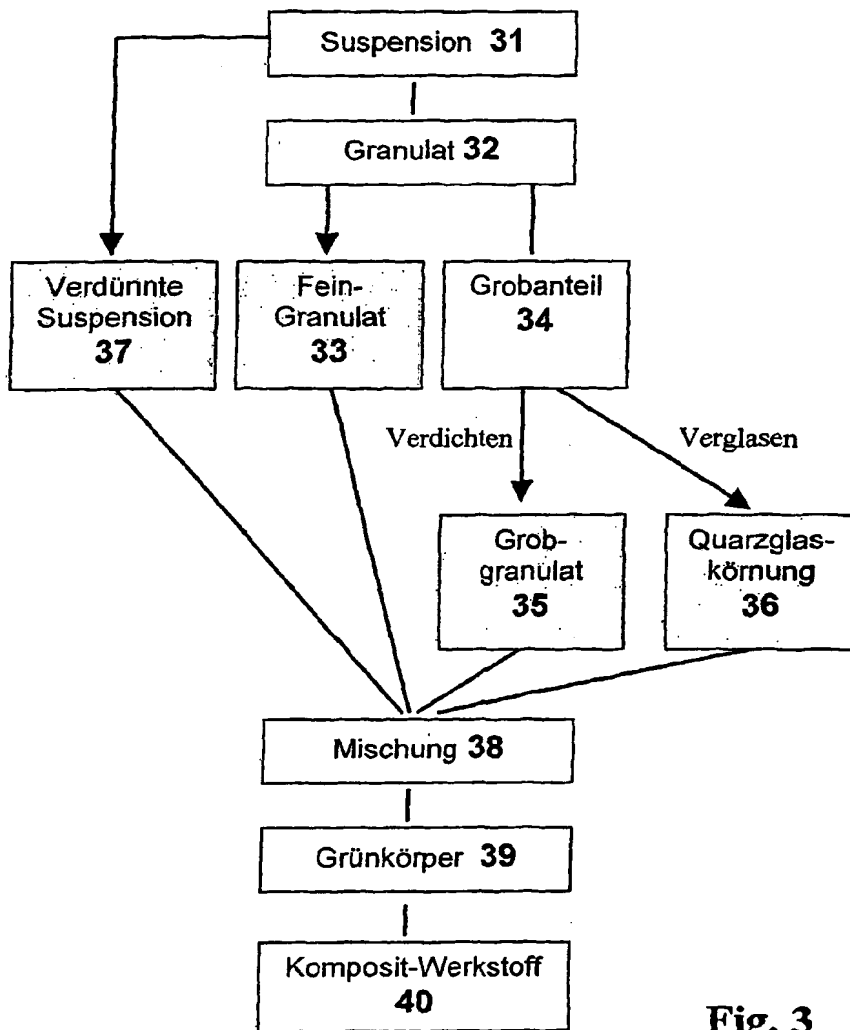 Suspension 31
Granulat 32
Verdünnte
Suspension
37
Fein-
Granulat
33
Grobanteil
34
Verdichten
Verglasen
Grob-
granulat
35
Quarzglas-
körnung
36
Mischung 38
Grünkörper 39
Komposit-Werkstoff
40
Fig. 3